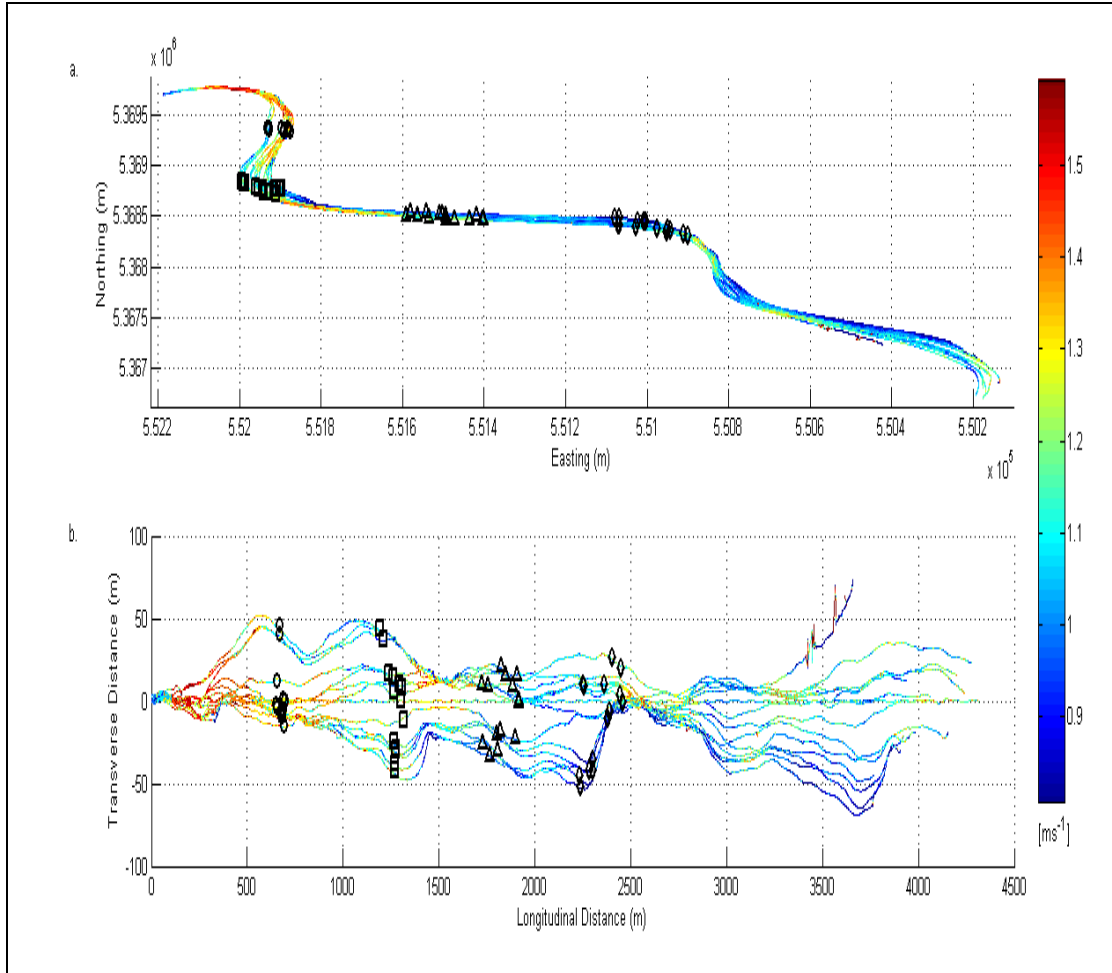 a.
x 10^6
5.3695
5.369
5.3685
5.368
5.3675
5.367
Northing (m)
5.522 5.52 5.518 5.516 5.514 5.512 5.51 5.508 5.506 5.504 5.502
Easting (m)
x 10^5
1.5
1.4
1.3
1.2
1.1
1
0.9
[ms^-1]
b.
100
50
0
-50
-100
Transverse Distance (m)
0 500 1000 1500 2000 2500 3000 3500 4000 4500
Longitudinal Distance (m)